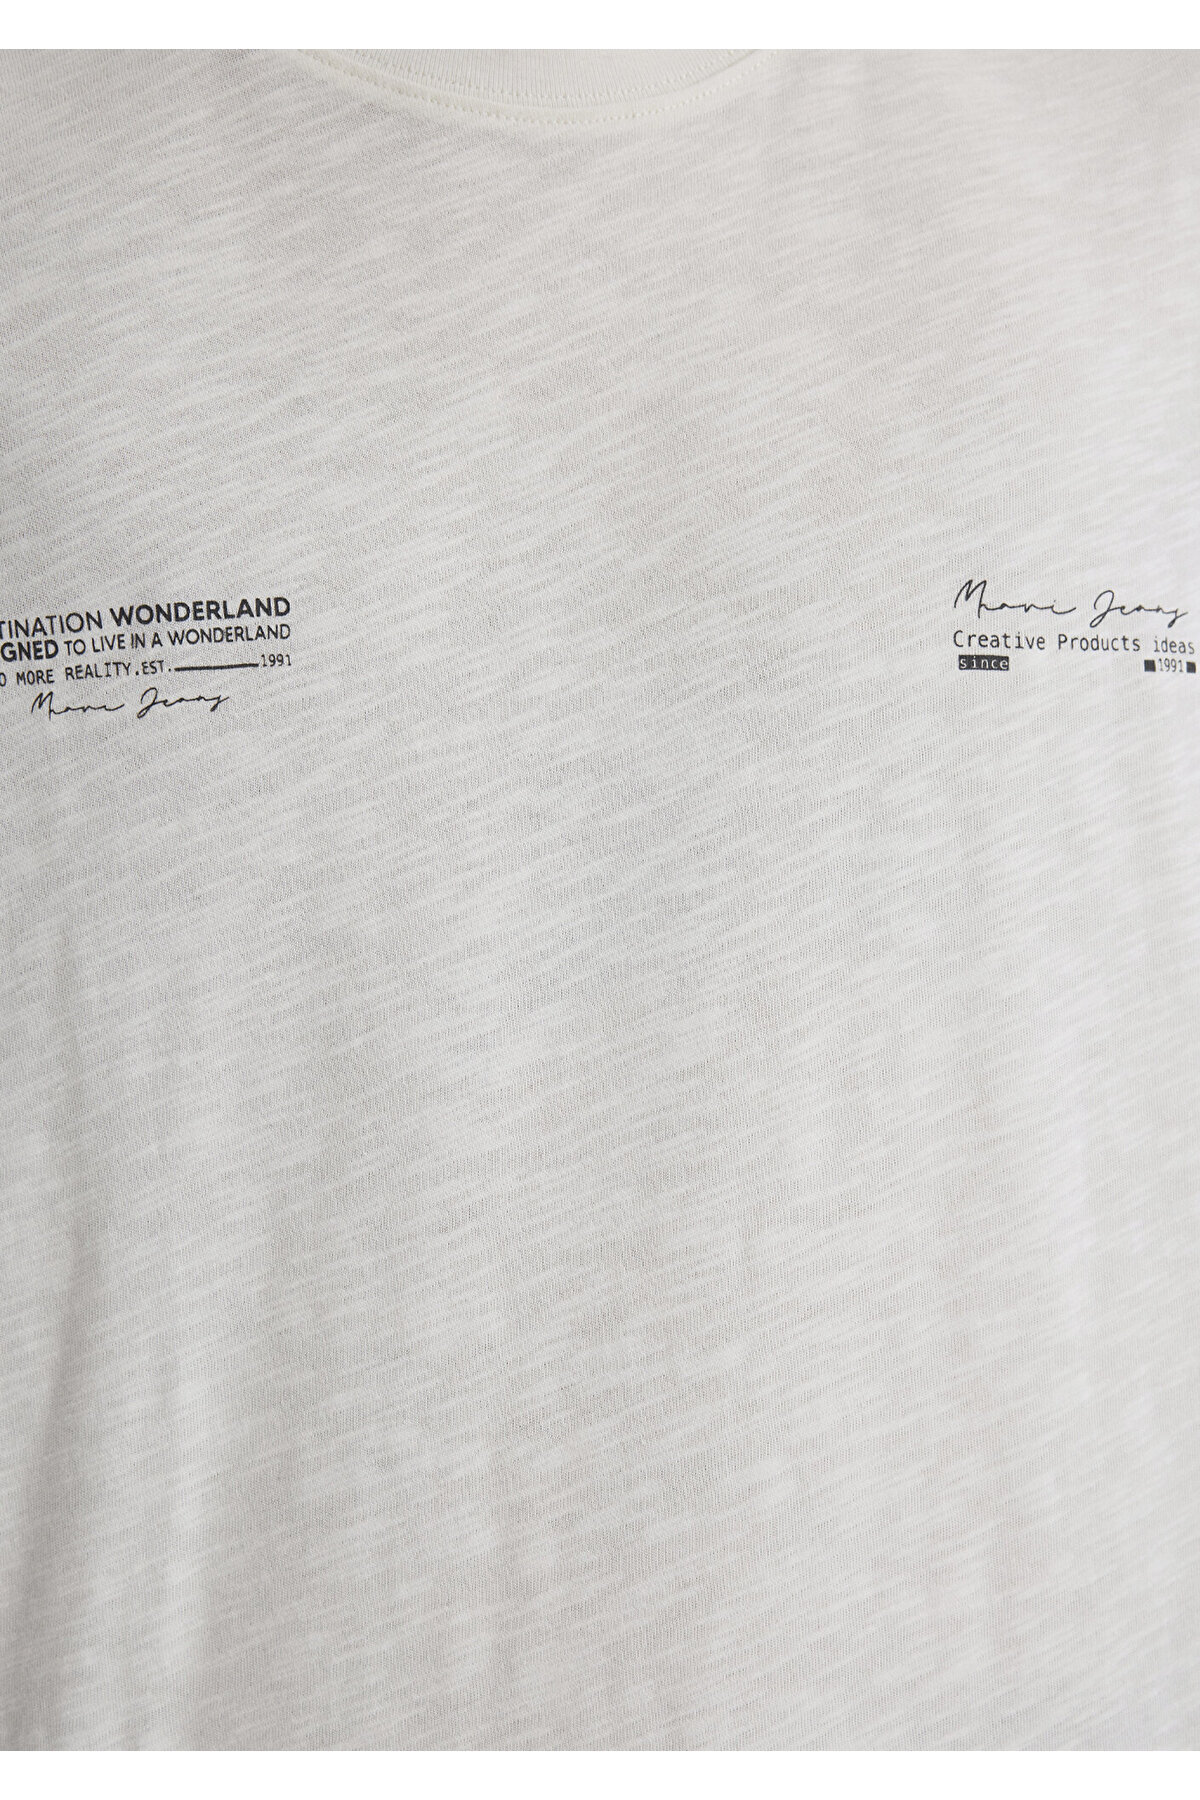 TINATION WONDERLAND
GNED TO LIVE IN A WONDERLAND
O MORE REALITY.EST. 1991
Mavi Jeans
Mavi Jeans
Creative Products ideas
since 1991